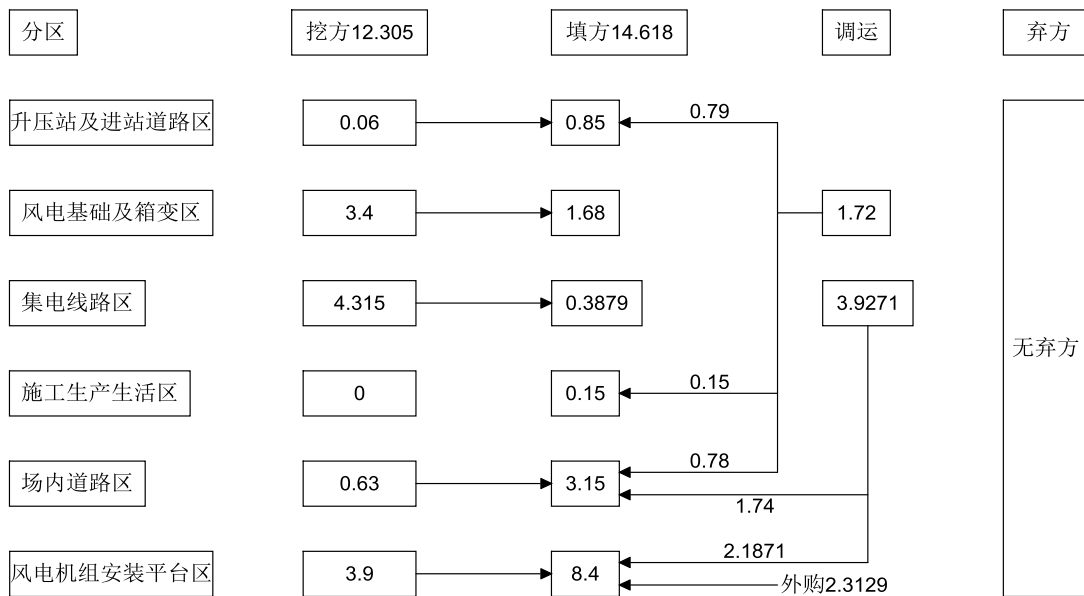 分区 挖方12.305 填方14.618 调运 弃方
升压站及进站道路区 0.06 0.85 0.79
风电基础及箱变区 3.4 1.68 1.72
集电线路区 4.315 0.3879 3.9271
无弃方
施工生产生活区 0 0.15 0.15
场内道路区 0.63 3.15 0.78
1.74
风电机组安装平台区 3.9 8.4 2.1871
外购2.3129